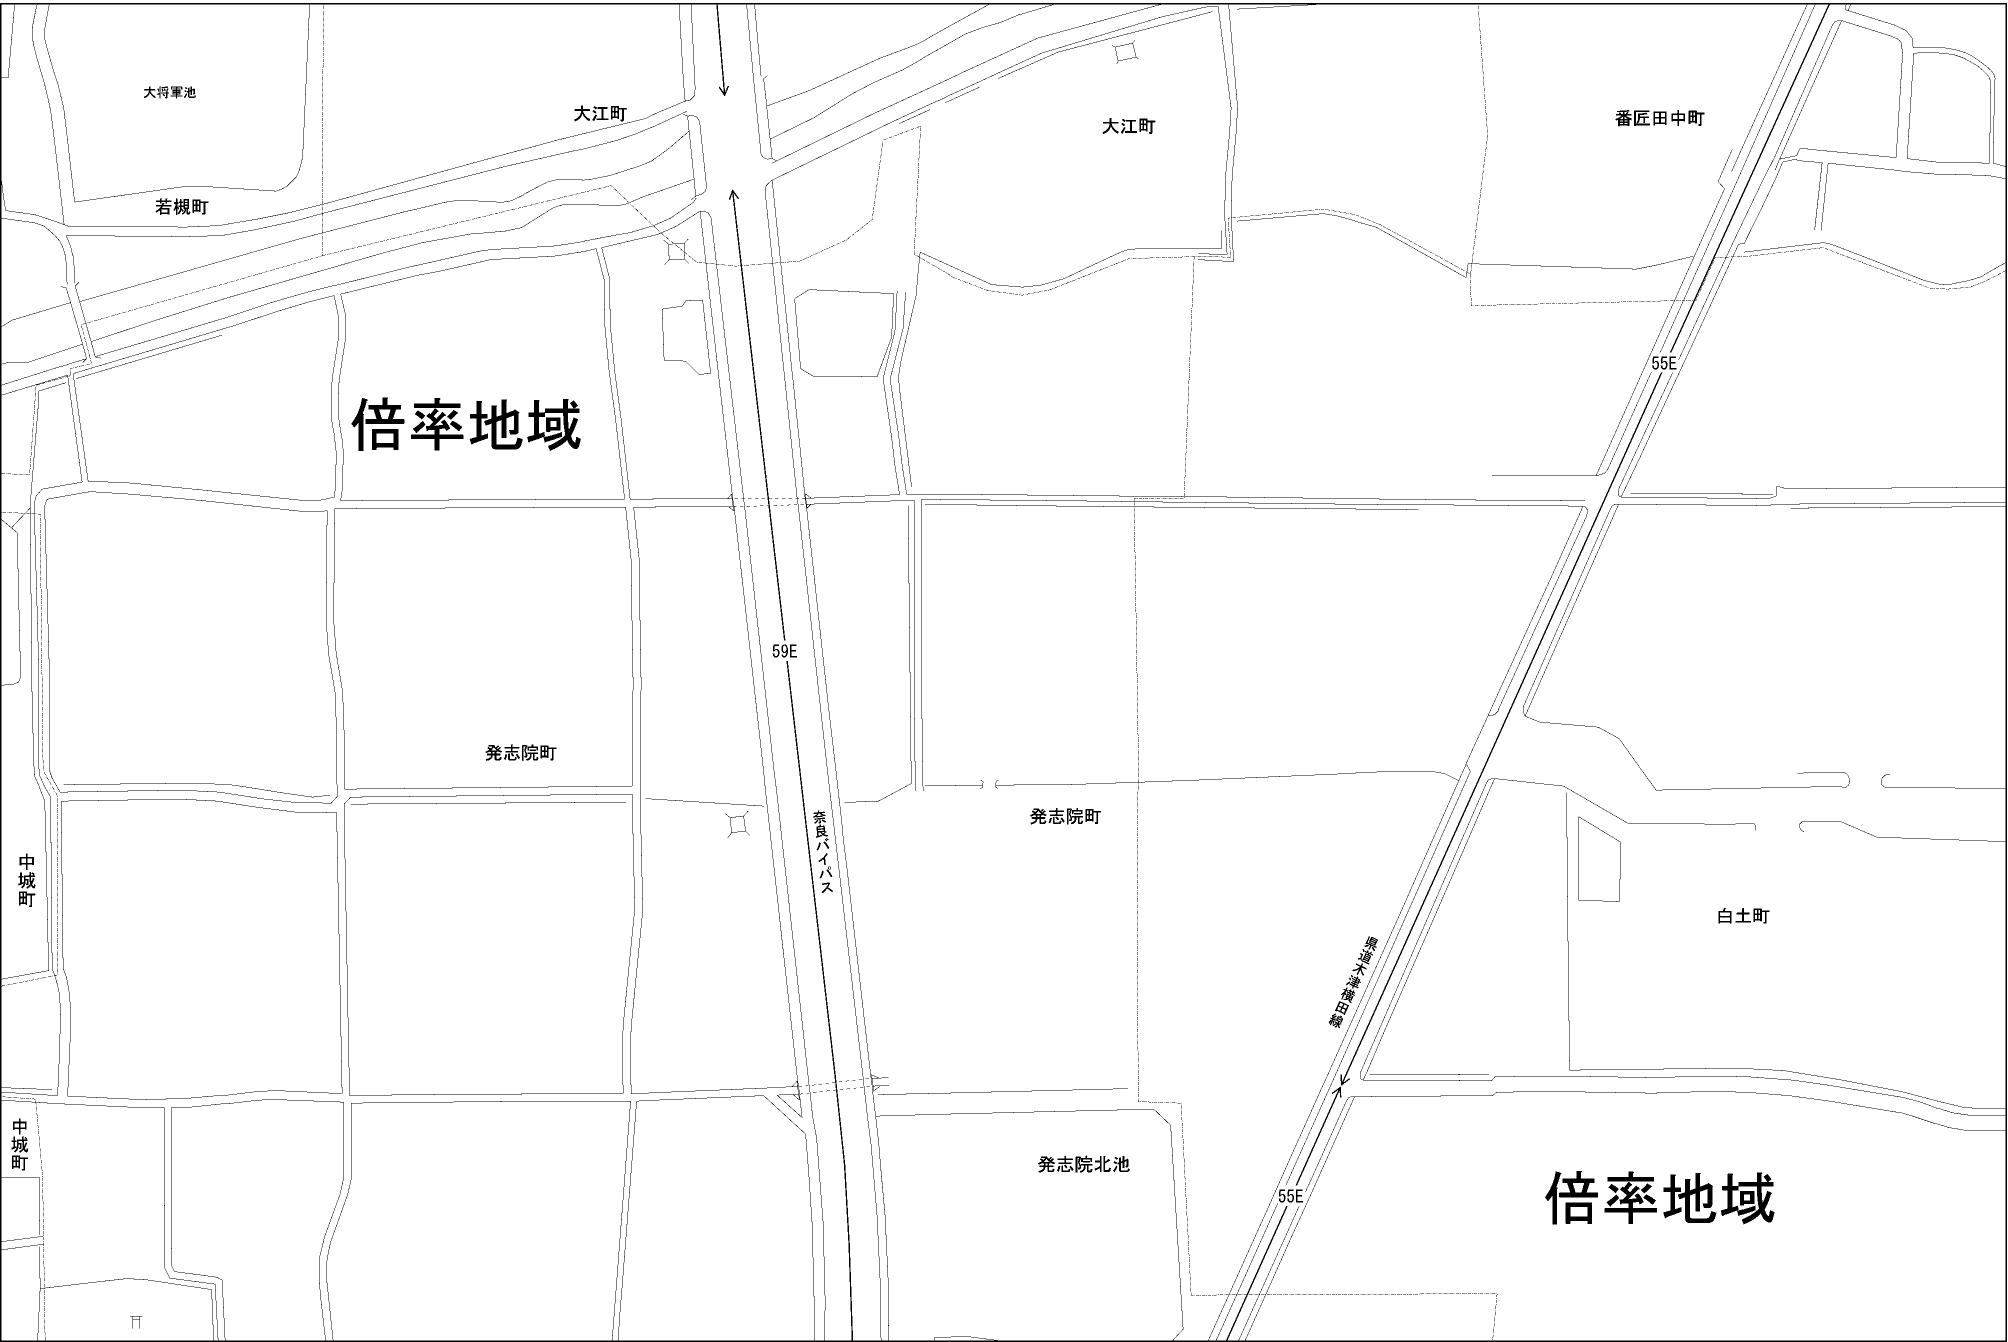 大将軍池
大江町
大江町
番匠田中町
若槻町
55E
倍率地域
59E
発志院町
奈良バイパス
発志院町
中城町
白土町
県道木津横田線
中城町
発志院北池
55E
倍率地域